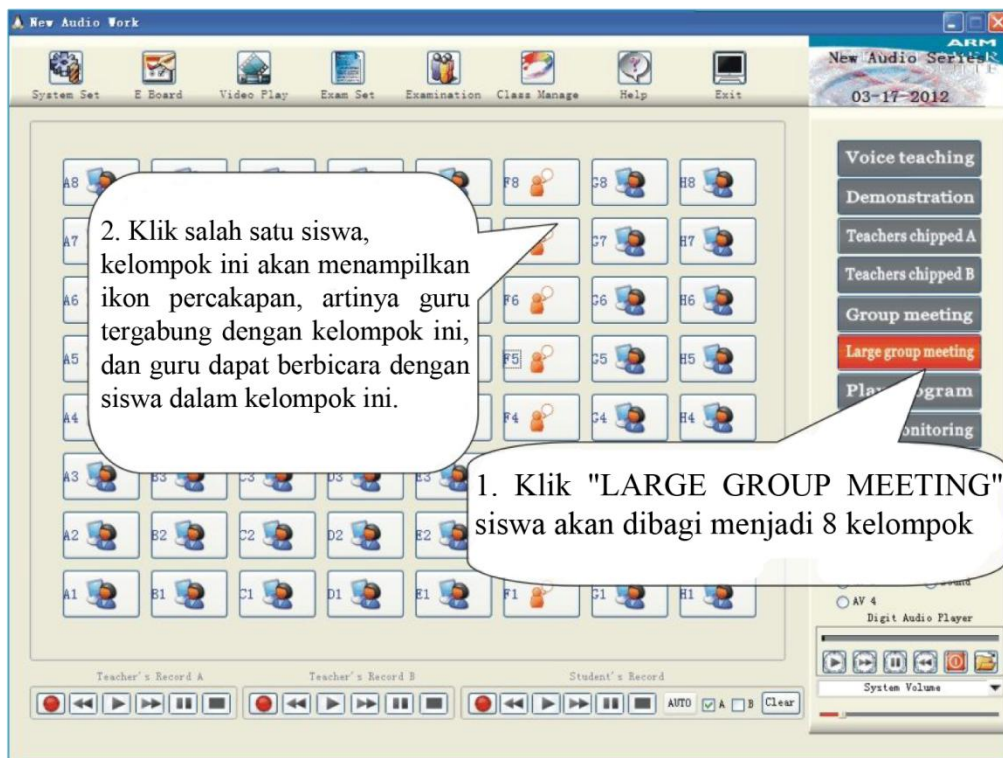 New Audio Work
System Set E Board Video Play Exam Set Examination Class Manage Help Exit
ARM
New Audio Series
03-17-2012
A8 F8 G8 H8
A7 G7 H7
A6 F6 G6 H6
A5 F5 G5 H5
A4 F4 G4 H4
A3 B3 C3 D3 E3
A2 B2 C2 D2 E2
A1 B1 C1 D1 E1 F1 G1 H1
2. Klik salah satu siswa,
kelompok ini akan menampilkan
ikon percakapan, artinya guru
tergabung dengan kelompok ini,
dan guru dapat berbicara dengan
siswa dalam kelompok ini.
Voice teaching
Demonstration
Teachers chipped A
Teachers chipped B
Group meeting
Large group meeting
1. Klik "LARGE GROUP MEETING"
siswa akan dibagi menjadi 8 kelompok
AV 4
Digit Audio Player
System Volume
Teacher's Record A
Teacher's Record B
Student's Record
AUTO A B Clear